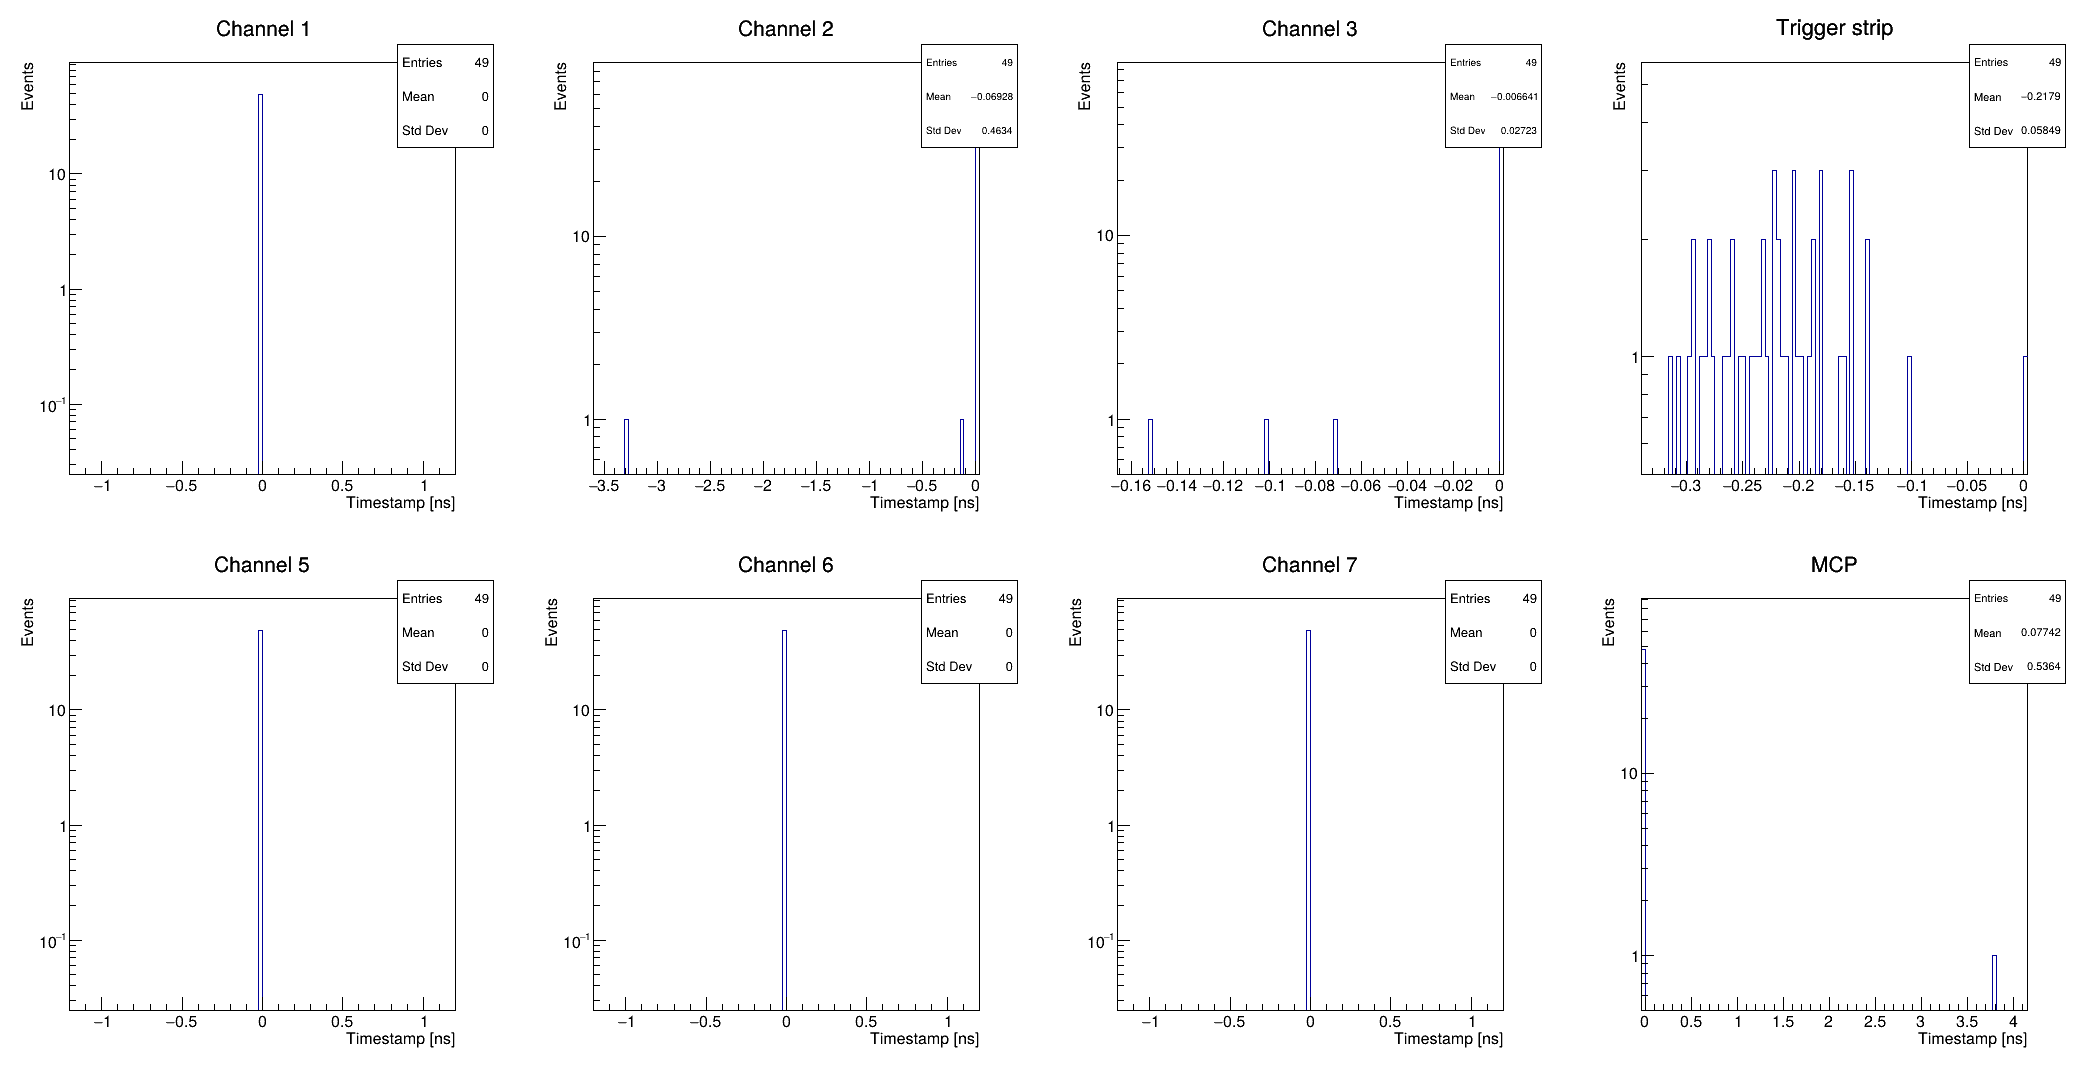 Channel 1
Events
Entries 49
Mean 0
Std Dev 0
10
1
10−1
−1 −0.5 0 0.5 1
Timestamp [ns]
Channel 2
Events
Entries 49
Mean −0.06928
Std Dev 0.4634
10
1
−3.5 −3 −2.5 −2 −1.5 −1 −0.5 0
Timestamp [ns]
Channel 3
Events
Entries 49
Mean −0.006641
Std Dev 0.02723
10
1
−0.16 −0.14 −0.12 −0.1 −0.08 −0.06 −0.04 −0.02 0
Timestamp [ns]
Trigger strip
Events
Entries 49
Mean −0.2179
Std Dev 0.05849
1
−0.3 −0.25 −0.2 −0.15 −0.1 −0.05 0
Timestamp [ns]
Channel 5
Events
Entries 49
Mean 0
Std Dev 0
10
1
10−1
−1 −0.5 0 0.5 1
Timestamp [ns]
Channel 6
Events
Entries 49
Mean 0
Std Dev 0
10
1
10−1
−1 −0.5 0 0.5 1
Timestamp [ns]
Channel 7
Events
Entries 49
Mean 0
Std Dev 0
10
1
10−1
−1 −0.5 0 0.5 1
Timestamp [ns]
MCP
Events
Entries 49
Mean 0.07742
Std Dev 0.5364
10
1
0 0.5 1 1.5 2 2.5 3 3.5 4
Timestamp [ns]